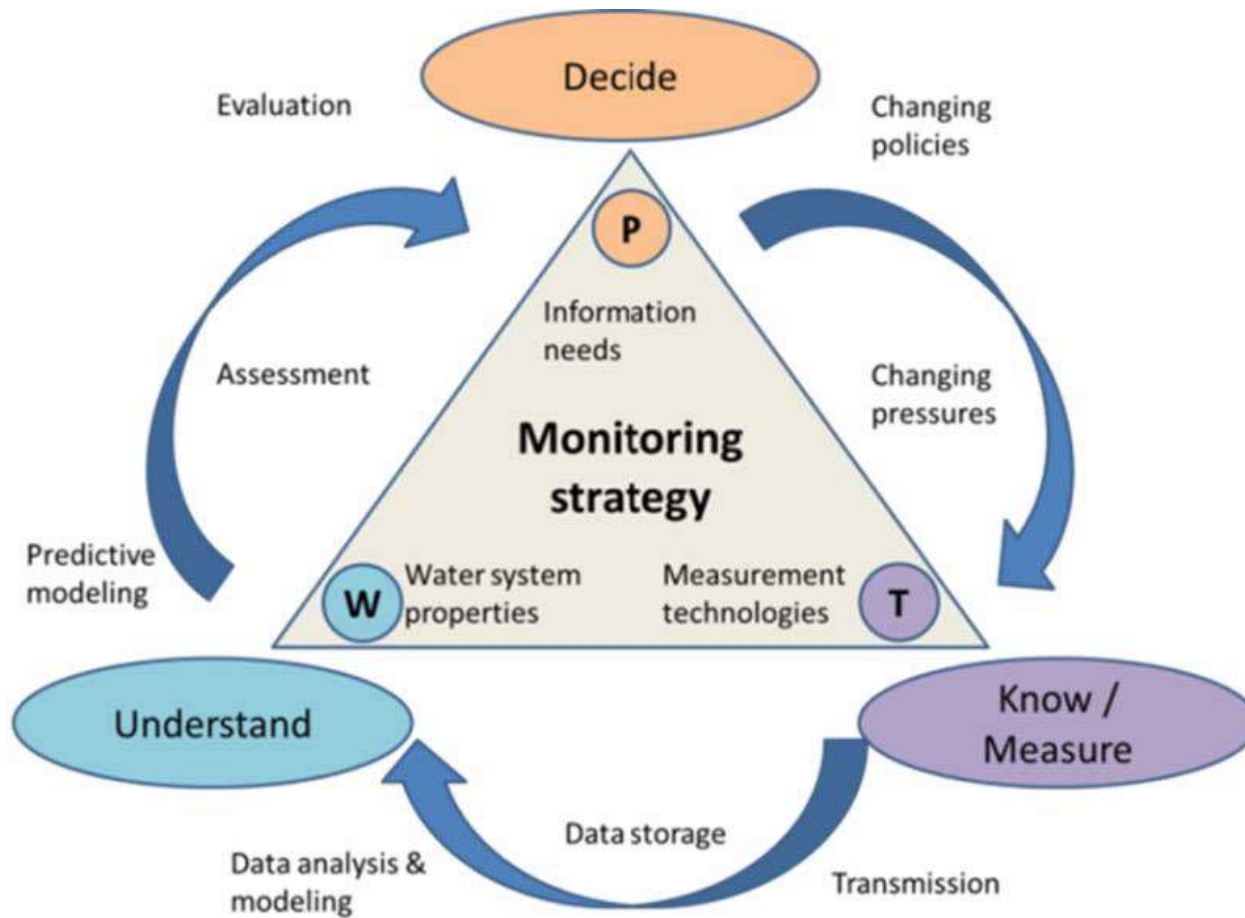 Decide
Evaluation
Changing
policies
P
Information
needs
Assessment
Changing
pressures
Monitoring
strategy
Predictive
modeling
W
Water system
properties
Measurement
technologies
T
Understand
Know /
Measure
Data storage
Data analysis &
modeling
Transmission